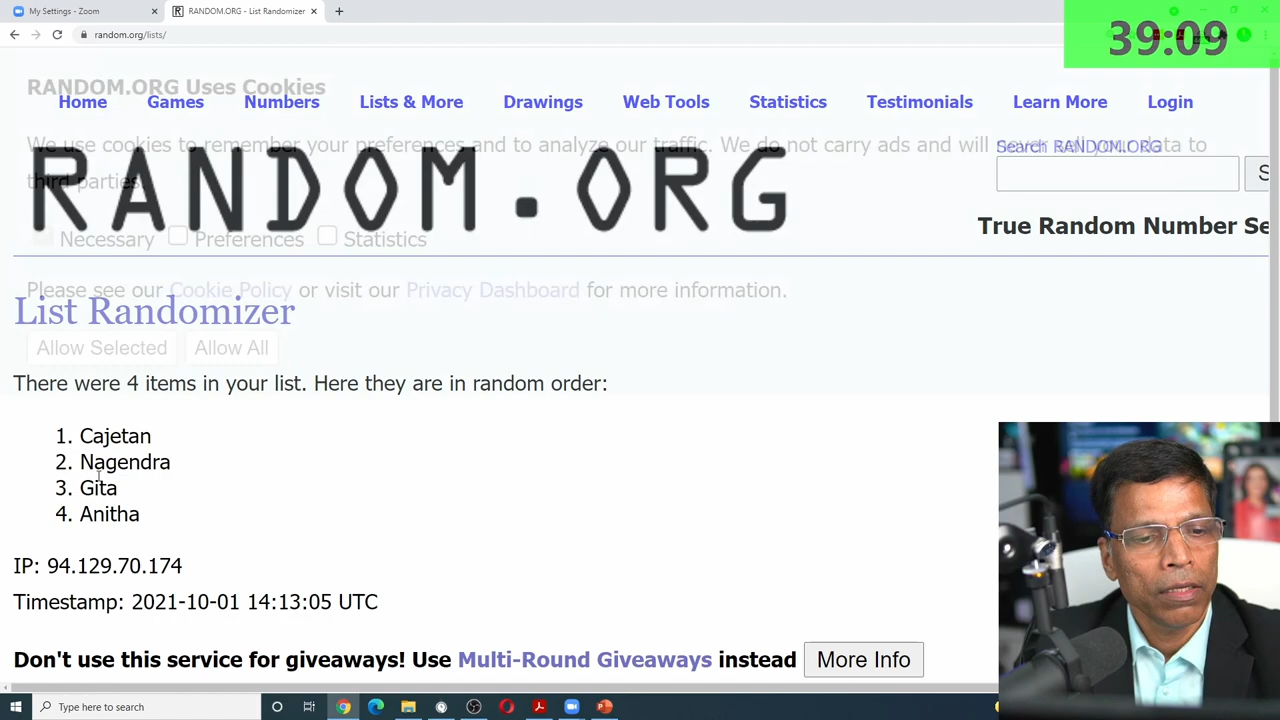 My Settings - Zoom
RANDOM.ORG - List Randomizer
39:09
random.org/lists/
RANDOM.ORG Uses Cookies
Home Games Numbers Lists & More Drawings Web Tools Statistics Testimonials Learn More Login
We use cookies to remember your preferences and to analyze our traffic. We do not carry ads and will
data to
third parties.
Search RANDOM.ORG
RANDOM.ORG
S
True Random Number Se
Necessary Preferences Statistics
Please see our Cookie Policy or visit our Privacy Dashboard for more information.
List Randomizer
Allow Selected Allow All
There were 4 items in your list. Here they are in random order:
1. Cajetan
2. Nagendra
3. Gita
4. Anitha
IP: 94.129.70.174
Timestamp: 2021-10-01 14:13:05 UTC
Don't use this service for giveaways! Use Multi-Round Giveaways instead More Info
Type here to search